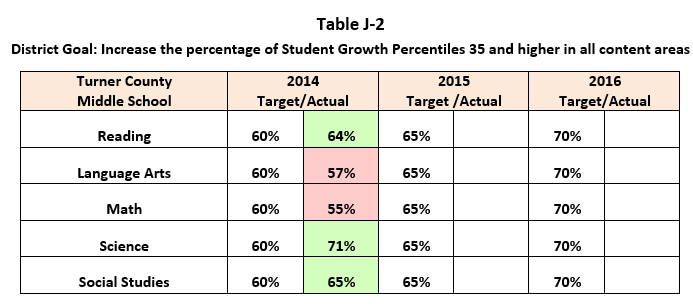 Table J-2
District Goal: Increase the percentage of Student Growth Percentiles 35 and higher in all content areas
Turner County Middle School 2014 Target/Actual 2015 Target /Actual 2016 Target/Actual
Reading 60% 64% 65% 70%
Language Arts 60% 57% 65% 70%
Math 60% 55% 65% 70%
Science 60% 71% 65% 70%
Social Studies 60% 65% 65% 70%